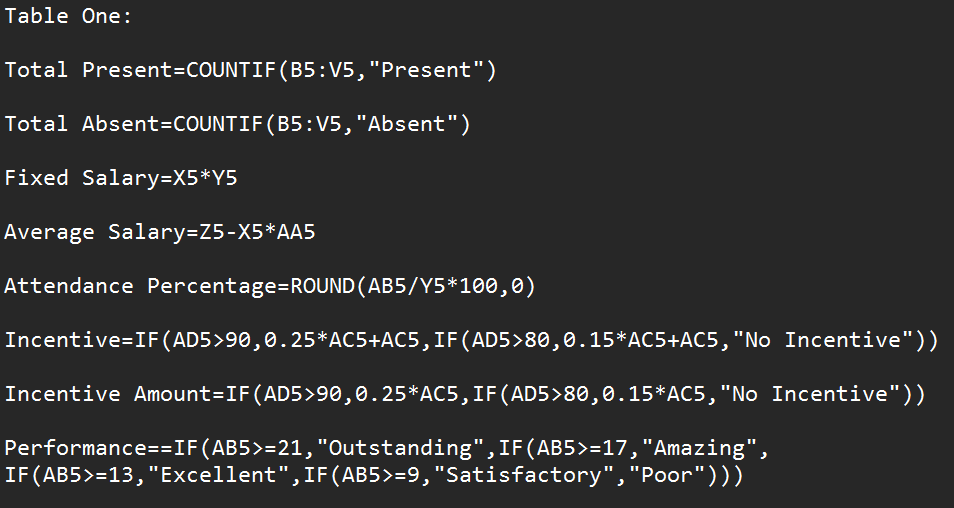 Table One:
Total Present=COUNTIF(B5:V5,"Present")
Total Absent=COUNTIF(B5:V5,"Absent")
Fixed Salary=X5*Y5
Average Salary=Z5-X5*AA5
Attendance Percentage=ROUND(AB5/Y5*100,0)
Incentive=IF(AD5>90,0.25*AC5+AC5,IF(AD5>80,0.15*AC5+AC5,"No Incentive"))
Incentive Amount=IF(AD5>90,0.25*AC5,IF(AD5>80,0.15*AC5,"No Incentive"))
Performance==IF(AB5>=21,"Outstanding",IF(AB5>=17,"Amazing",
IF(AB5>=13,"Excellent",IF(AB5>=9,"Satisfactory","Poor")))